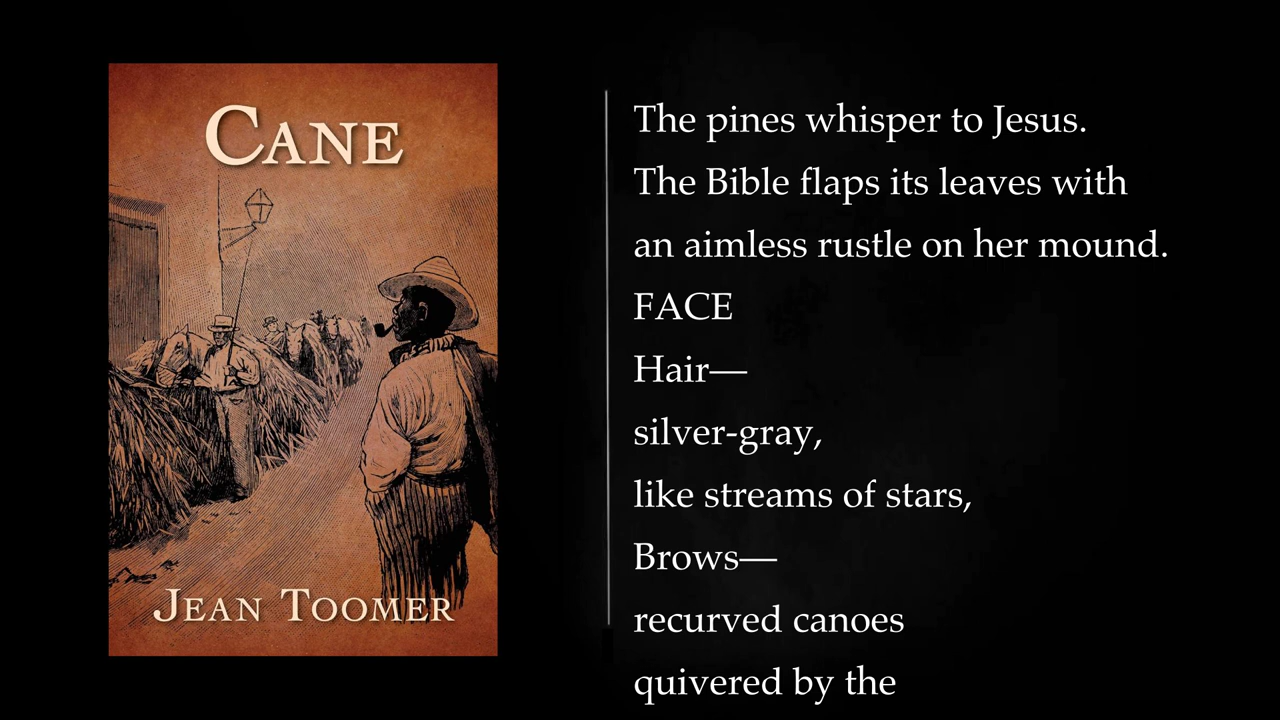 CANE
JEAN TOOMER
The pines whisper to Jesus.
The Bible flaps its leaves with
an aimless rustle on her mound.
FACE
Hair—
silver-gray,
like streams of stars,
Brows—
recurved canoes
quivered by the